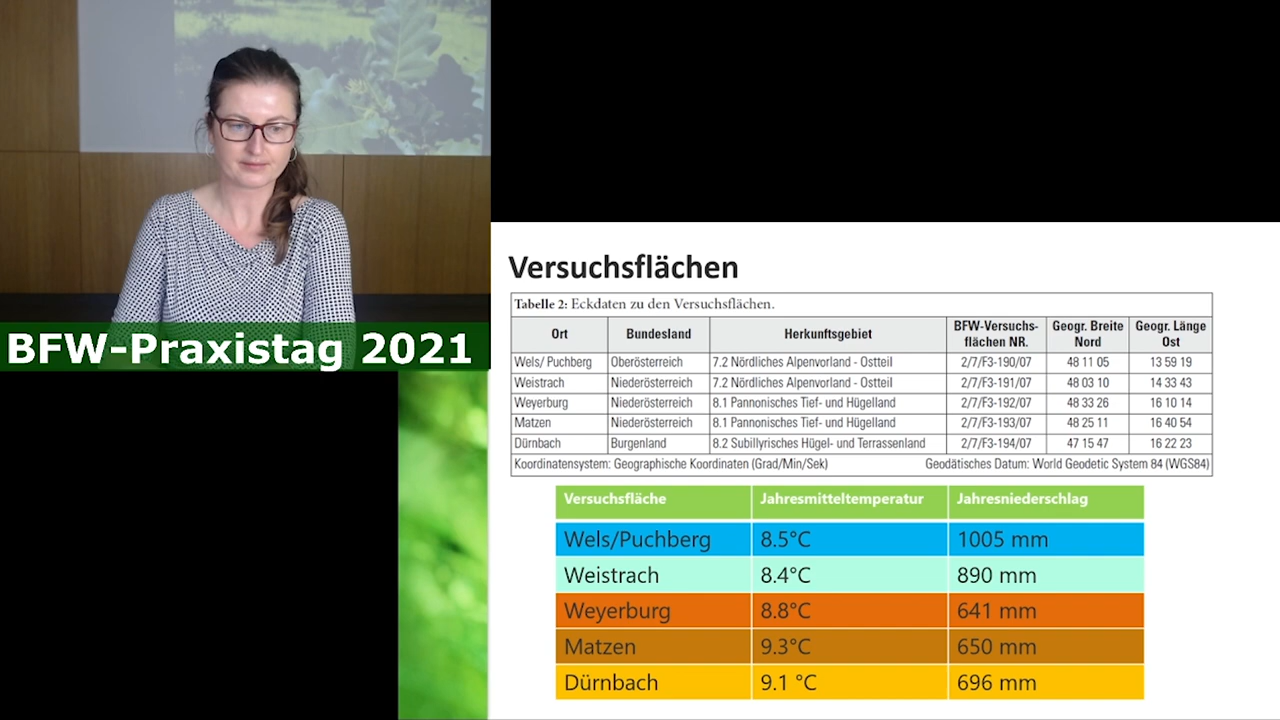 BFW-Praxistag 2021
Versuchsflächen
Tabelle 2: Eckdaten zu den Versuchsflächen.
Ort Bundesland Herkunftsgebiet BFW-Versuchs-flächen NR. Geogr. Breite Nord Geogr. Länge Ost
Wels/ Puchberg Oberösterreich 7.2 Nördliches Alpenvorland - Ostteil 2/7/F3-190/07 48 11 05 13 59 19
Weistrach Niederösterreich 7.2 Nördliches Alpenvorland - Ostteil 2/7/F3-191/07 48 03 10 14 33 43
Weyerburg Niederösterreich 8.1 Pannonisches Tief- und Hügelland 2/7/F3-192/07 48 33 26 16 10 14
Matzen Niederösterreich 8.1 Pannonisches Tief- und Hügelland 2/7/F3-193/07 48 25 11 16 40 54
Dürnbach Burgenland 8.2 Subillyrisches Hügel- und Terrassenland 2/7/F3-194/07 47 15 47 16 22 23
Koordinatensystem: Geographische Koordinaten (Grad/Min/Sek) Geodätisches Datum: World Geodetic System 84 (WGS84)
Versuchsfläche Jahresmitteltemperatur Jahresniederschlag
Wels/Puchberg 8.5°C 1005 mm
Weistrach 8.4°C 890 mm
Weyerburg 8.8°C 641 mm
Matzen 9.3°C 650 mm
Dürnbach 9.1 °C 696 mm